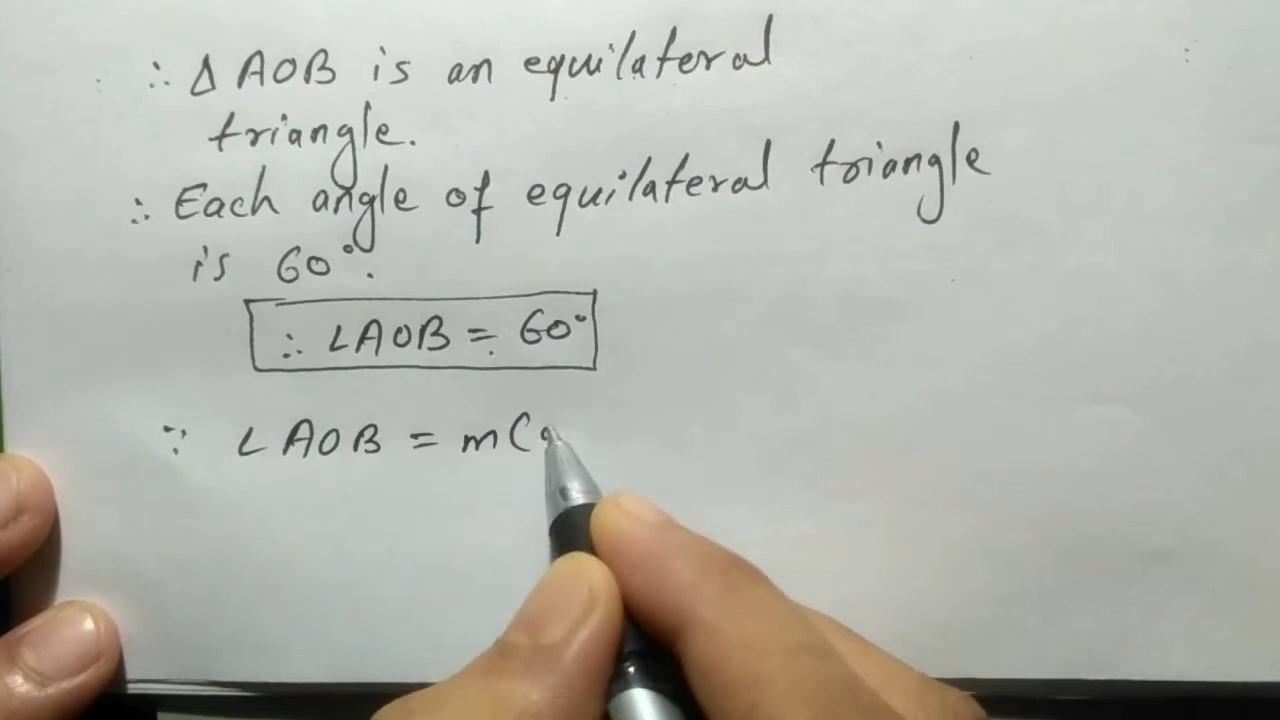 ∴ Δ AOB is an equilateral
triangle.
∴ Each angle of equilateral triangle
is 60°.
∴ ∠AOB = 60°
∵ ∠AOB = m(